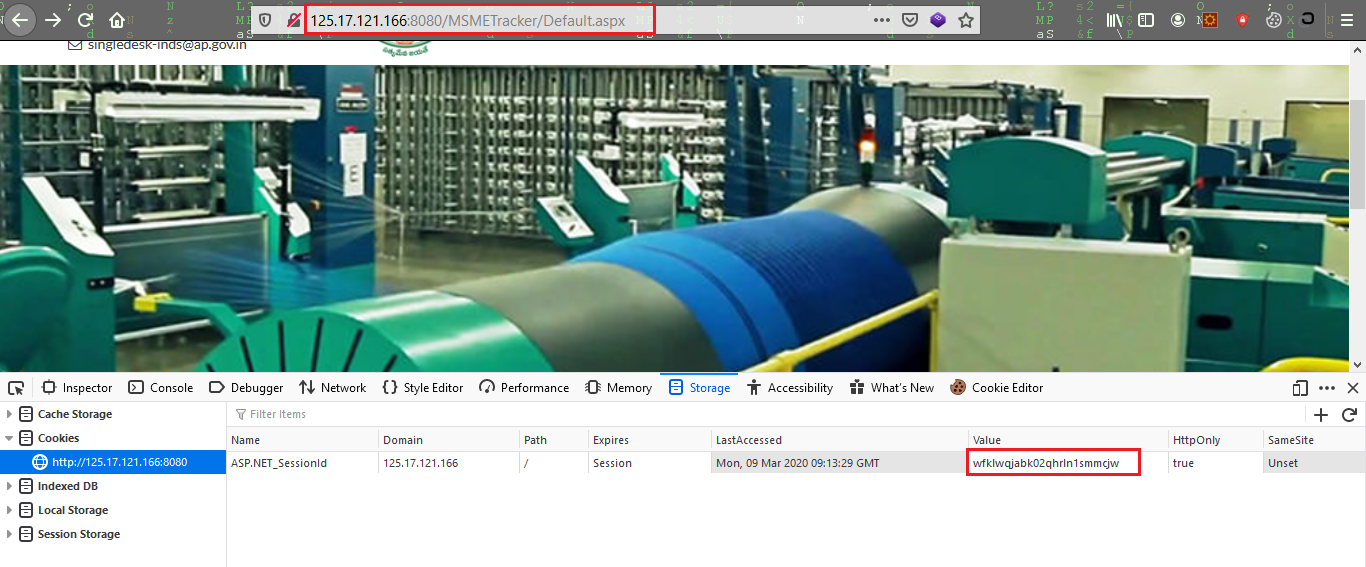 125.17.121.166:8080/MSMETracker/Default.aspx
singledesk-inds@ap.gov.in
Inspector Console Debugger Network Style Editor Performance Memory Storage Accessibility What's New Cookie Editor
Cache Storage
Cookies
http://125.17.121.166:8080
Indexed DB
Local Storage
Session Storage
Filter Items
Name Domain Path Expires LastAccessed Value HttpOnly SameSite
ASP.NET_SessionId 125.17.121.166 / Session Mon, 09 Mar 2020 09:13:29 GMT wfklwqjabk02qhrln1smmcjw true Unset